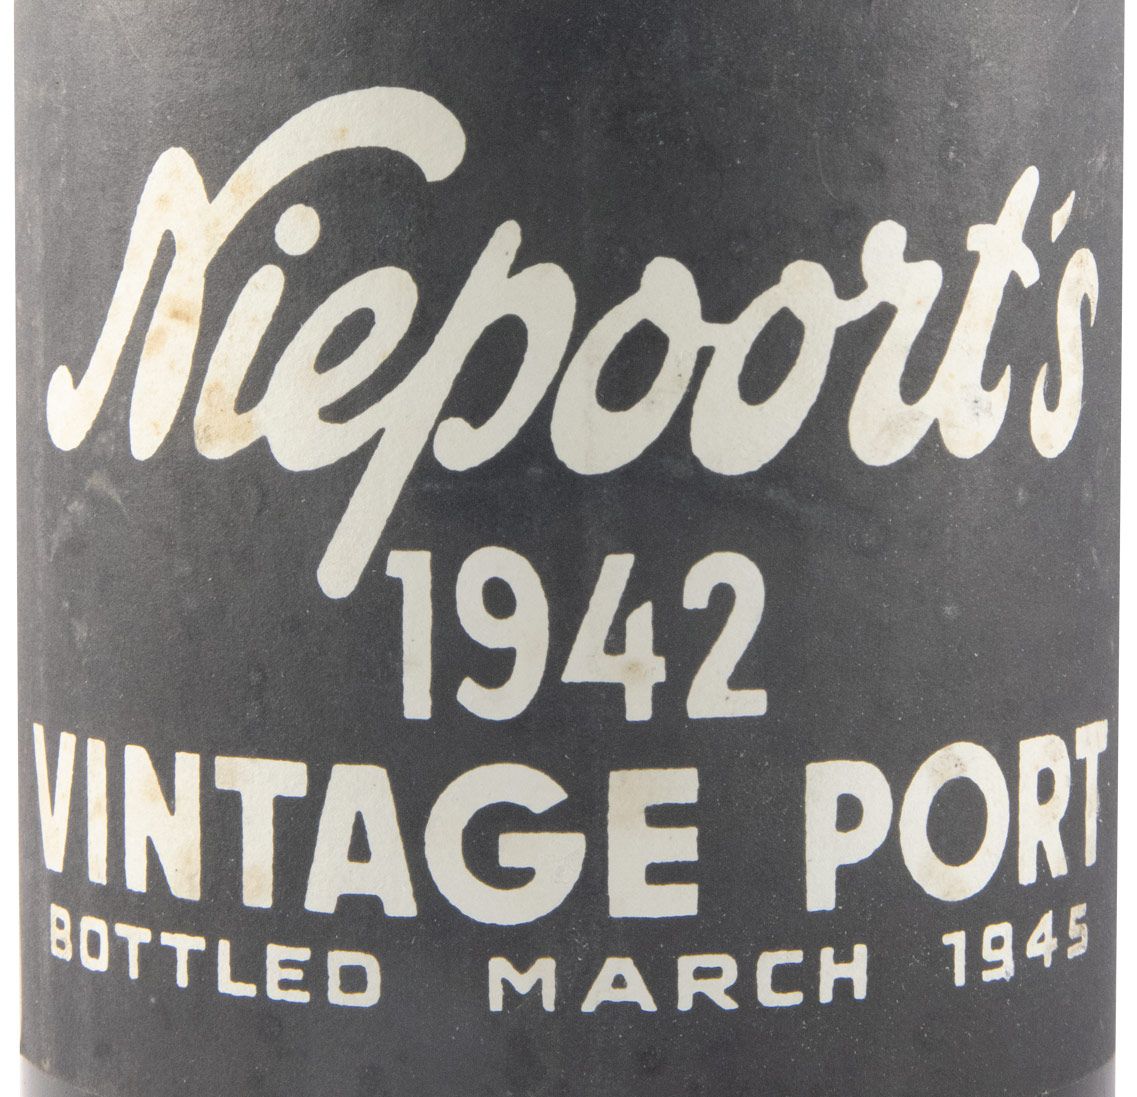 Niepoort's
1942
VINTAGE PORT
BOTTLED MARCH 1945